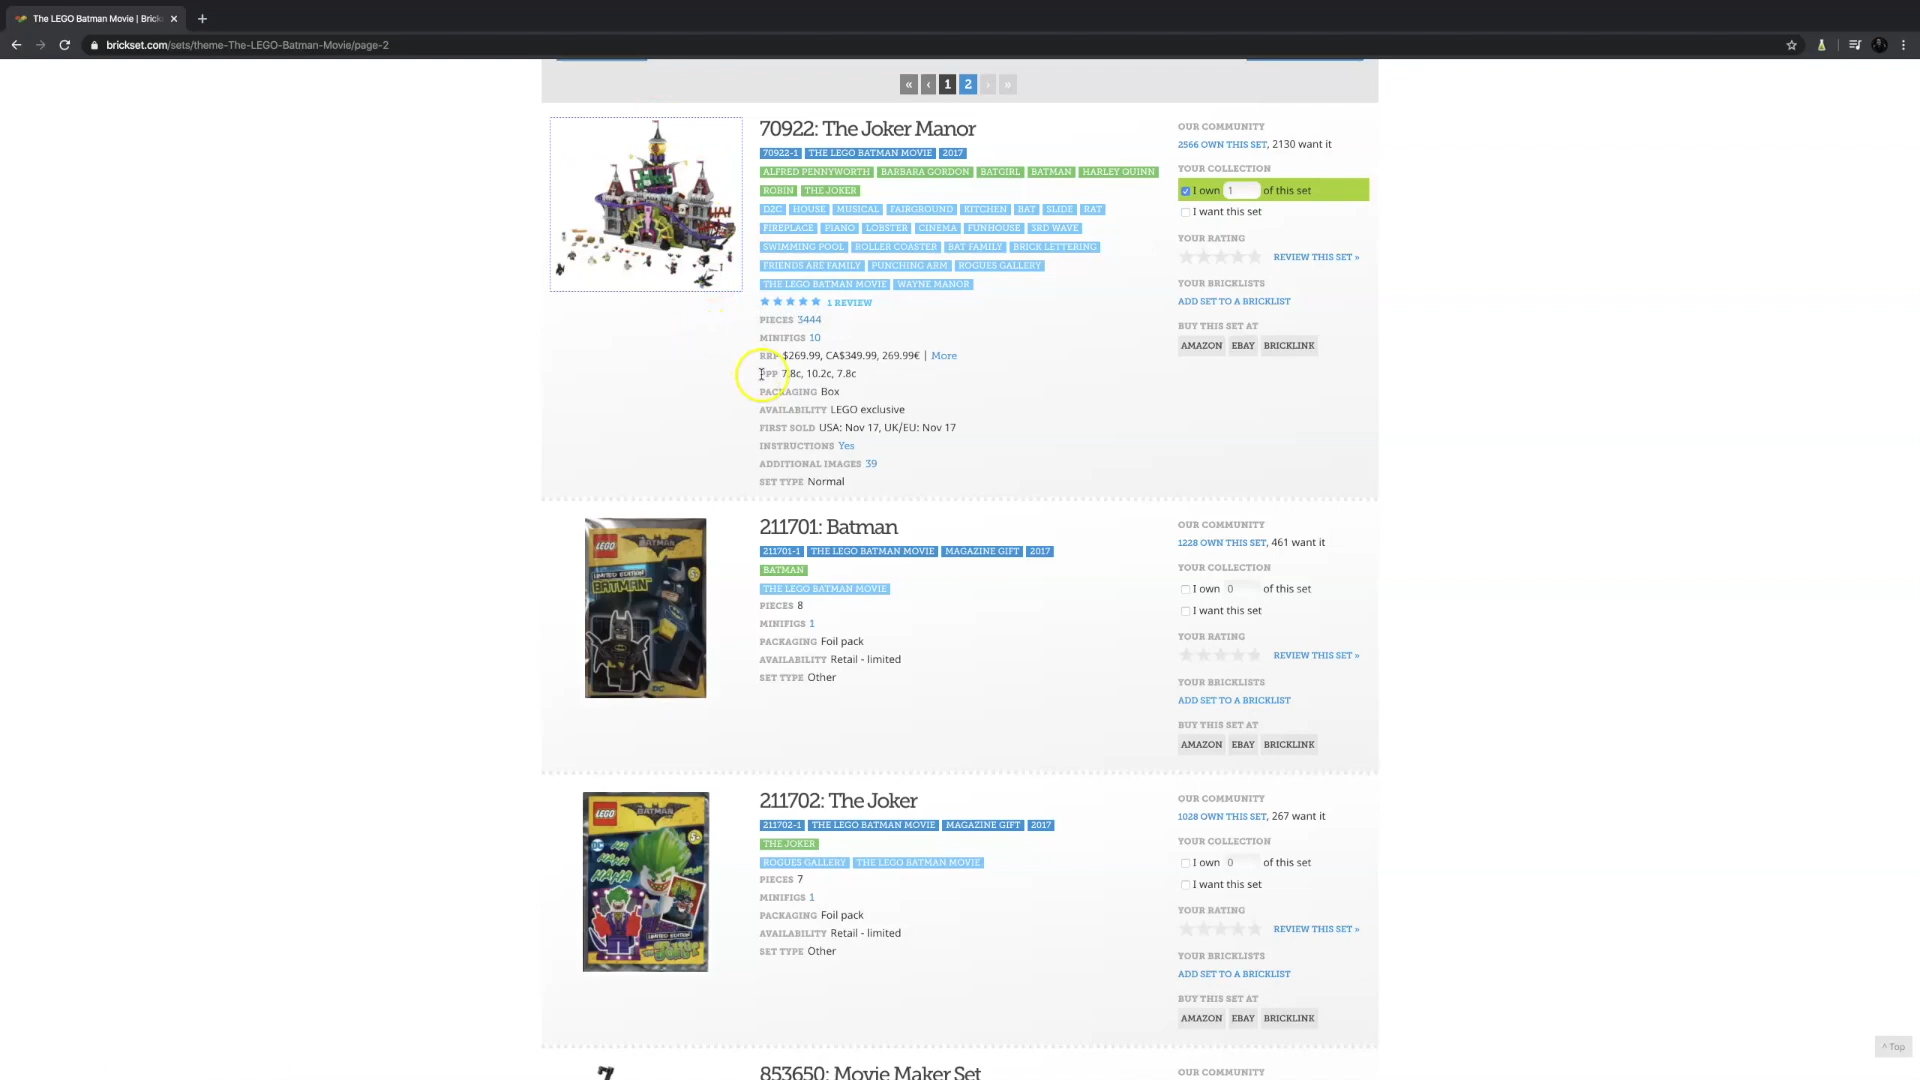 The LEGO Batman Movie | Brick
brickset.com/sets/theme-The-LEGO-Batman-Movie/page-2
« ‹ 1 2 › »
70922: The Joker Manor
70922-1 THE LEGO BATMAN MOVIE 2017
ALFRED PENNYWORTH BARBARA GORDON BATGIRL BATMAN HARLEY QUINN
ROBIN THE JOKER
D2C HOUSE MUSICAL FAIRGROUND KITCHEN BAT SLIDE RAT
FIREPLACE PIANO LOBSTER CINEMA FUNHOUSE 3RD WAVE
SWIMMING POOL ROLLER COASTER BAT FAMILY BRICK LETTERING
FRIENDS ARE FAMILY PUNCHING ARM ROGUES GALLERY
THE LEGO BATMAN MOVIE WAYNE MANOR
1 REVIEW
PIECES 3444
MINIFIGS 10
RRP $269.99, CA$349.99, 269.99€ | More
PPP 7.8c, 10.2c, 7.8c
PACKAGING Box
AVAILABILITY LEGO exclusive
FIRST SOLD USA: Nov 17, UK/EU: Nov 17
INSTRUCTIONS Yes
ADDITIONAL IMAGES 39
SET TYPE Normal
OUR COMMUNITY
2566 OWN THIS SET, 2130 want it
YOUR COLLECTION
I own 1 of this set
I want this set
YOUR RATING
REVIEW THIS SET »
YOUR BRICKLISTS
ADD SET TO A BRICKLIST
BUY THIS SET AT
AMAZON EBAY BRICKLINK
LEGO BATMAN
LIMITED EDITION
BATMAN
211701: Batman
211701-1 THE LEGO BATMAN MOVIE MAGAZINE GIFT 2017
BATMAN
THE LEGO BATMAN MOVIE
PIECES 8
MINIFIGS 1
PACKAGING Foil pack
AVAILABILITY Retail - limited
SET TYPE Other
OUR COMMUNITY
1228 OWN THIS SET, 461 want it
YOUR COLLECTION
I own 0 of this set
I want this set
YOUR RATING
REVIEW THIS SET »
YOUR BRICKLISTS
ADD SET TO A BRICKLIST
BUY THIS SET AT
AMAZON EBAY BRICKLINK
LEGO BATMAN
HAHA
LIMITED EDITION
211702: The Joker
211702-1 THE LEGO BATMAN MOVIE MAGAZINE GIFT 2017
THE JOKER
ROGUES GALLERY THE LEGO BATMAN MOVIE
PIECES 7
MINIFIGS 1
PACKAGING Foil pack
AVAILABILITY Retail - limited
SET TYPE Other
OUR COMMUNITY
1028 OWN THIS SET, 267 want it
YOUR COLLECTION
I own 0 of this set
I want this set
YOUR RATING
REVIEW THIS SET »
YOUR BRICKLISTS
ADD SET TO A BRICKLIST
BUY THIS SET AT
AMAZON EBAY BRICKLINK
^ Top
853650: Movie Maker Set
OUR COMMUNITY